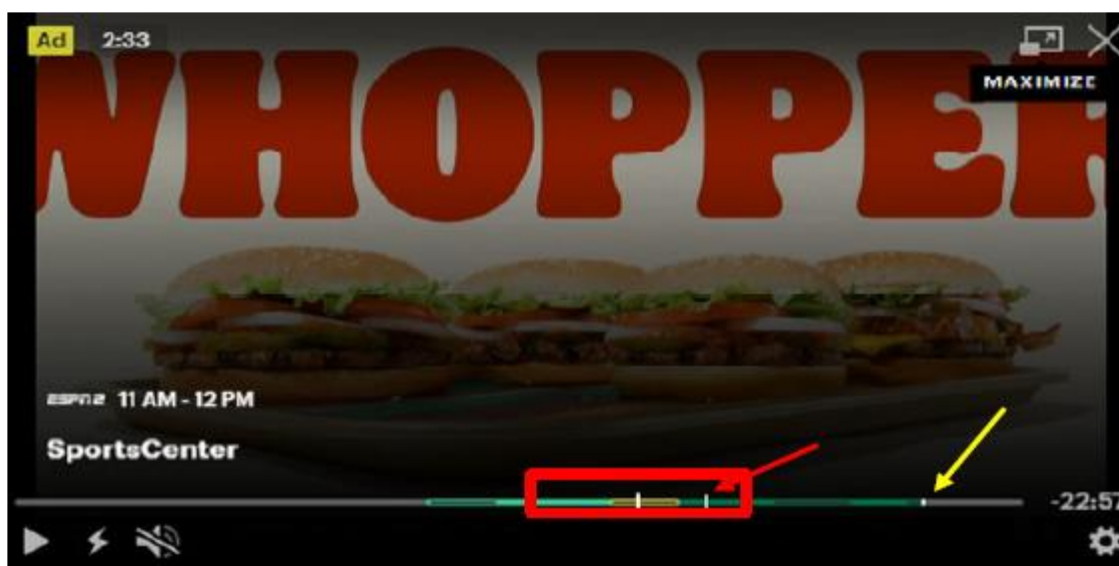 Ad 2:33
MAXIMIZE
WHOPPER
ESPN2 11 AM - 12 PM
SportsCenter
-22:57